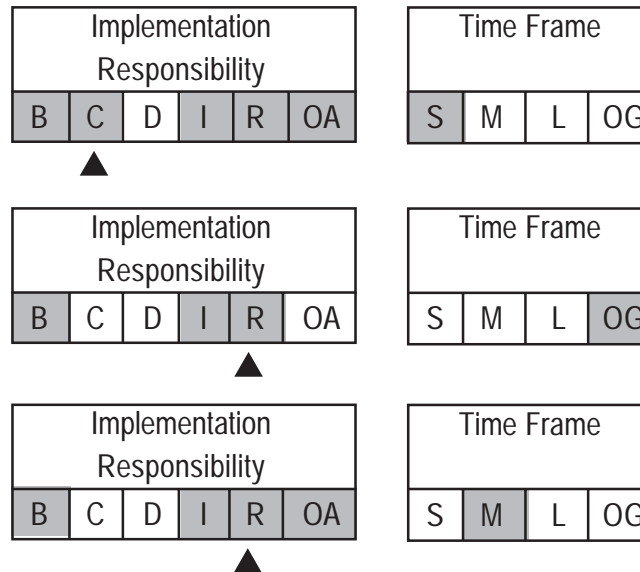 Implementation
Responsibility
B C D I R OA
Time Frame
S M L OG
Implementation
Responsibility
B C D I R OA
Time Frame
S M L OG
Implementation
Responsibility
B C D I R OA
Time Frame
S M L OG